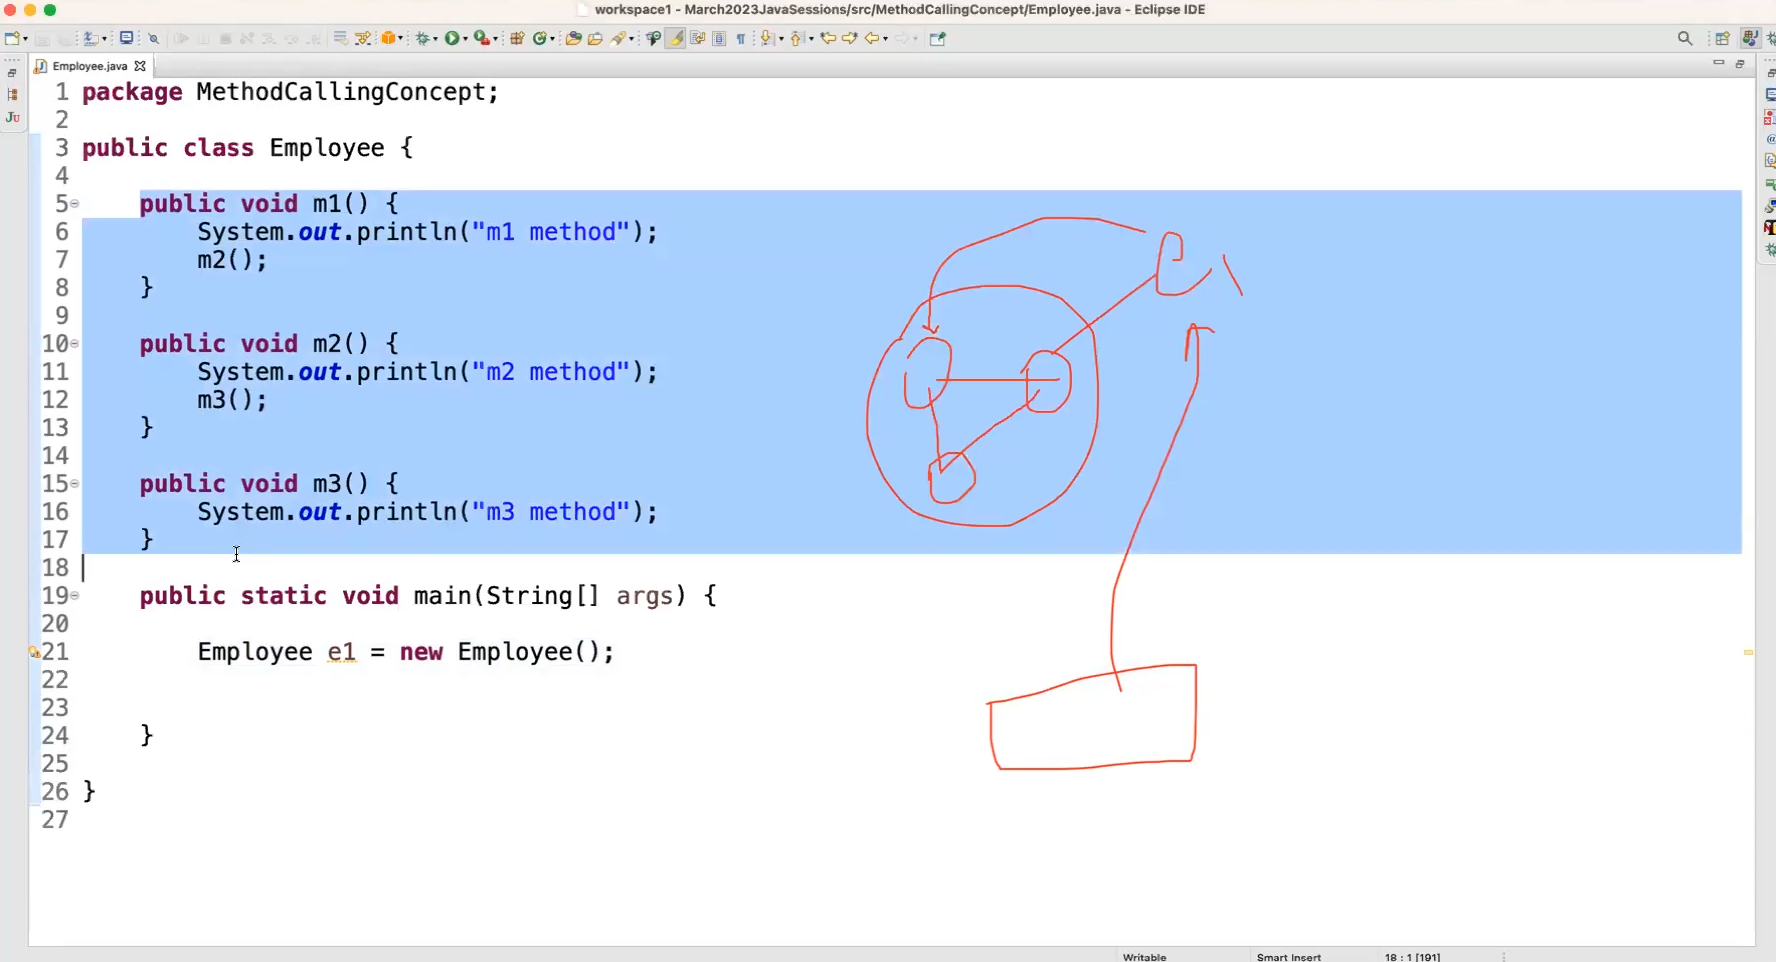 workspace1 - March2023JavaSessions/src/MethodCallingConcept/Employee.java - Eclipse IDE
Employee.java
1 package MethodCallingConcept;
2
3 public class Employee {
4
5 public void m1() {
6 System.out.println("m1 method");
7 m2();
8 }
9
10 public void m2() {
11 System.out.println("m2 method");
12 m3();
13 }
14
15 public void m3() {
16 System.out.println("m3 method");
17 }
18
19 public static void main(String[] args) {
20
21 Employee e1 = new Employee();
22
23
24 }
25
26 }
27
e1
Ju
Writable
Smart Insert
18 : 1 [191]